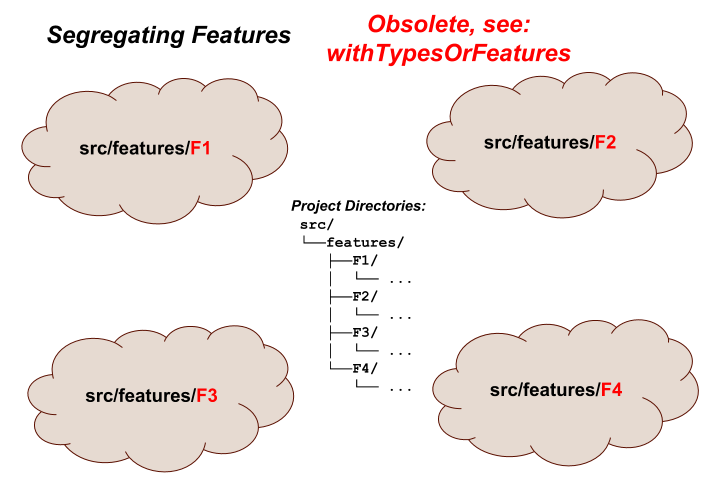 Segregating Features
Obsolete, see:
withTypesOrFeatures
src/features/F1
src/features/F2
Project Directories:
src/
└──features/
├──F1/
│  └── ...
├──F2/
│  └── ...
├──F3/
│  └── ...
└──F4/
└── ...
src/features/F3
src/features/F4